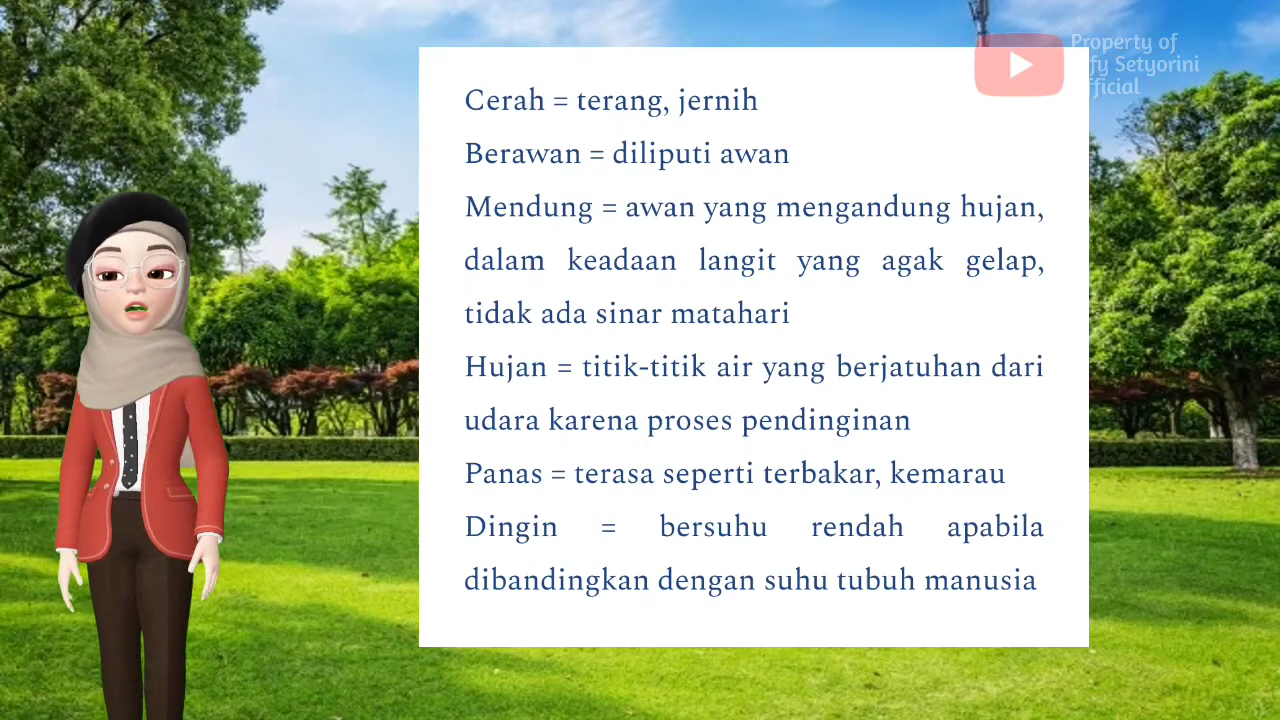 Property of
fy Setyorini
fficial
Cerah = terang, jernih
Berawan = diliputi awan
Mendung = awan yang mengandung hujan,
dalam keadaan langit yang agak gelap,
tidak ada sinar matahari
Hujan = titik-titik air yang berjatuhan dari
udara karena proses pendinginan
Panas = terasa seperti terbakar, kemarau
Dingin = bersuhu rendah apabila
dibandingkan dengan suhu tubuh manusia